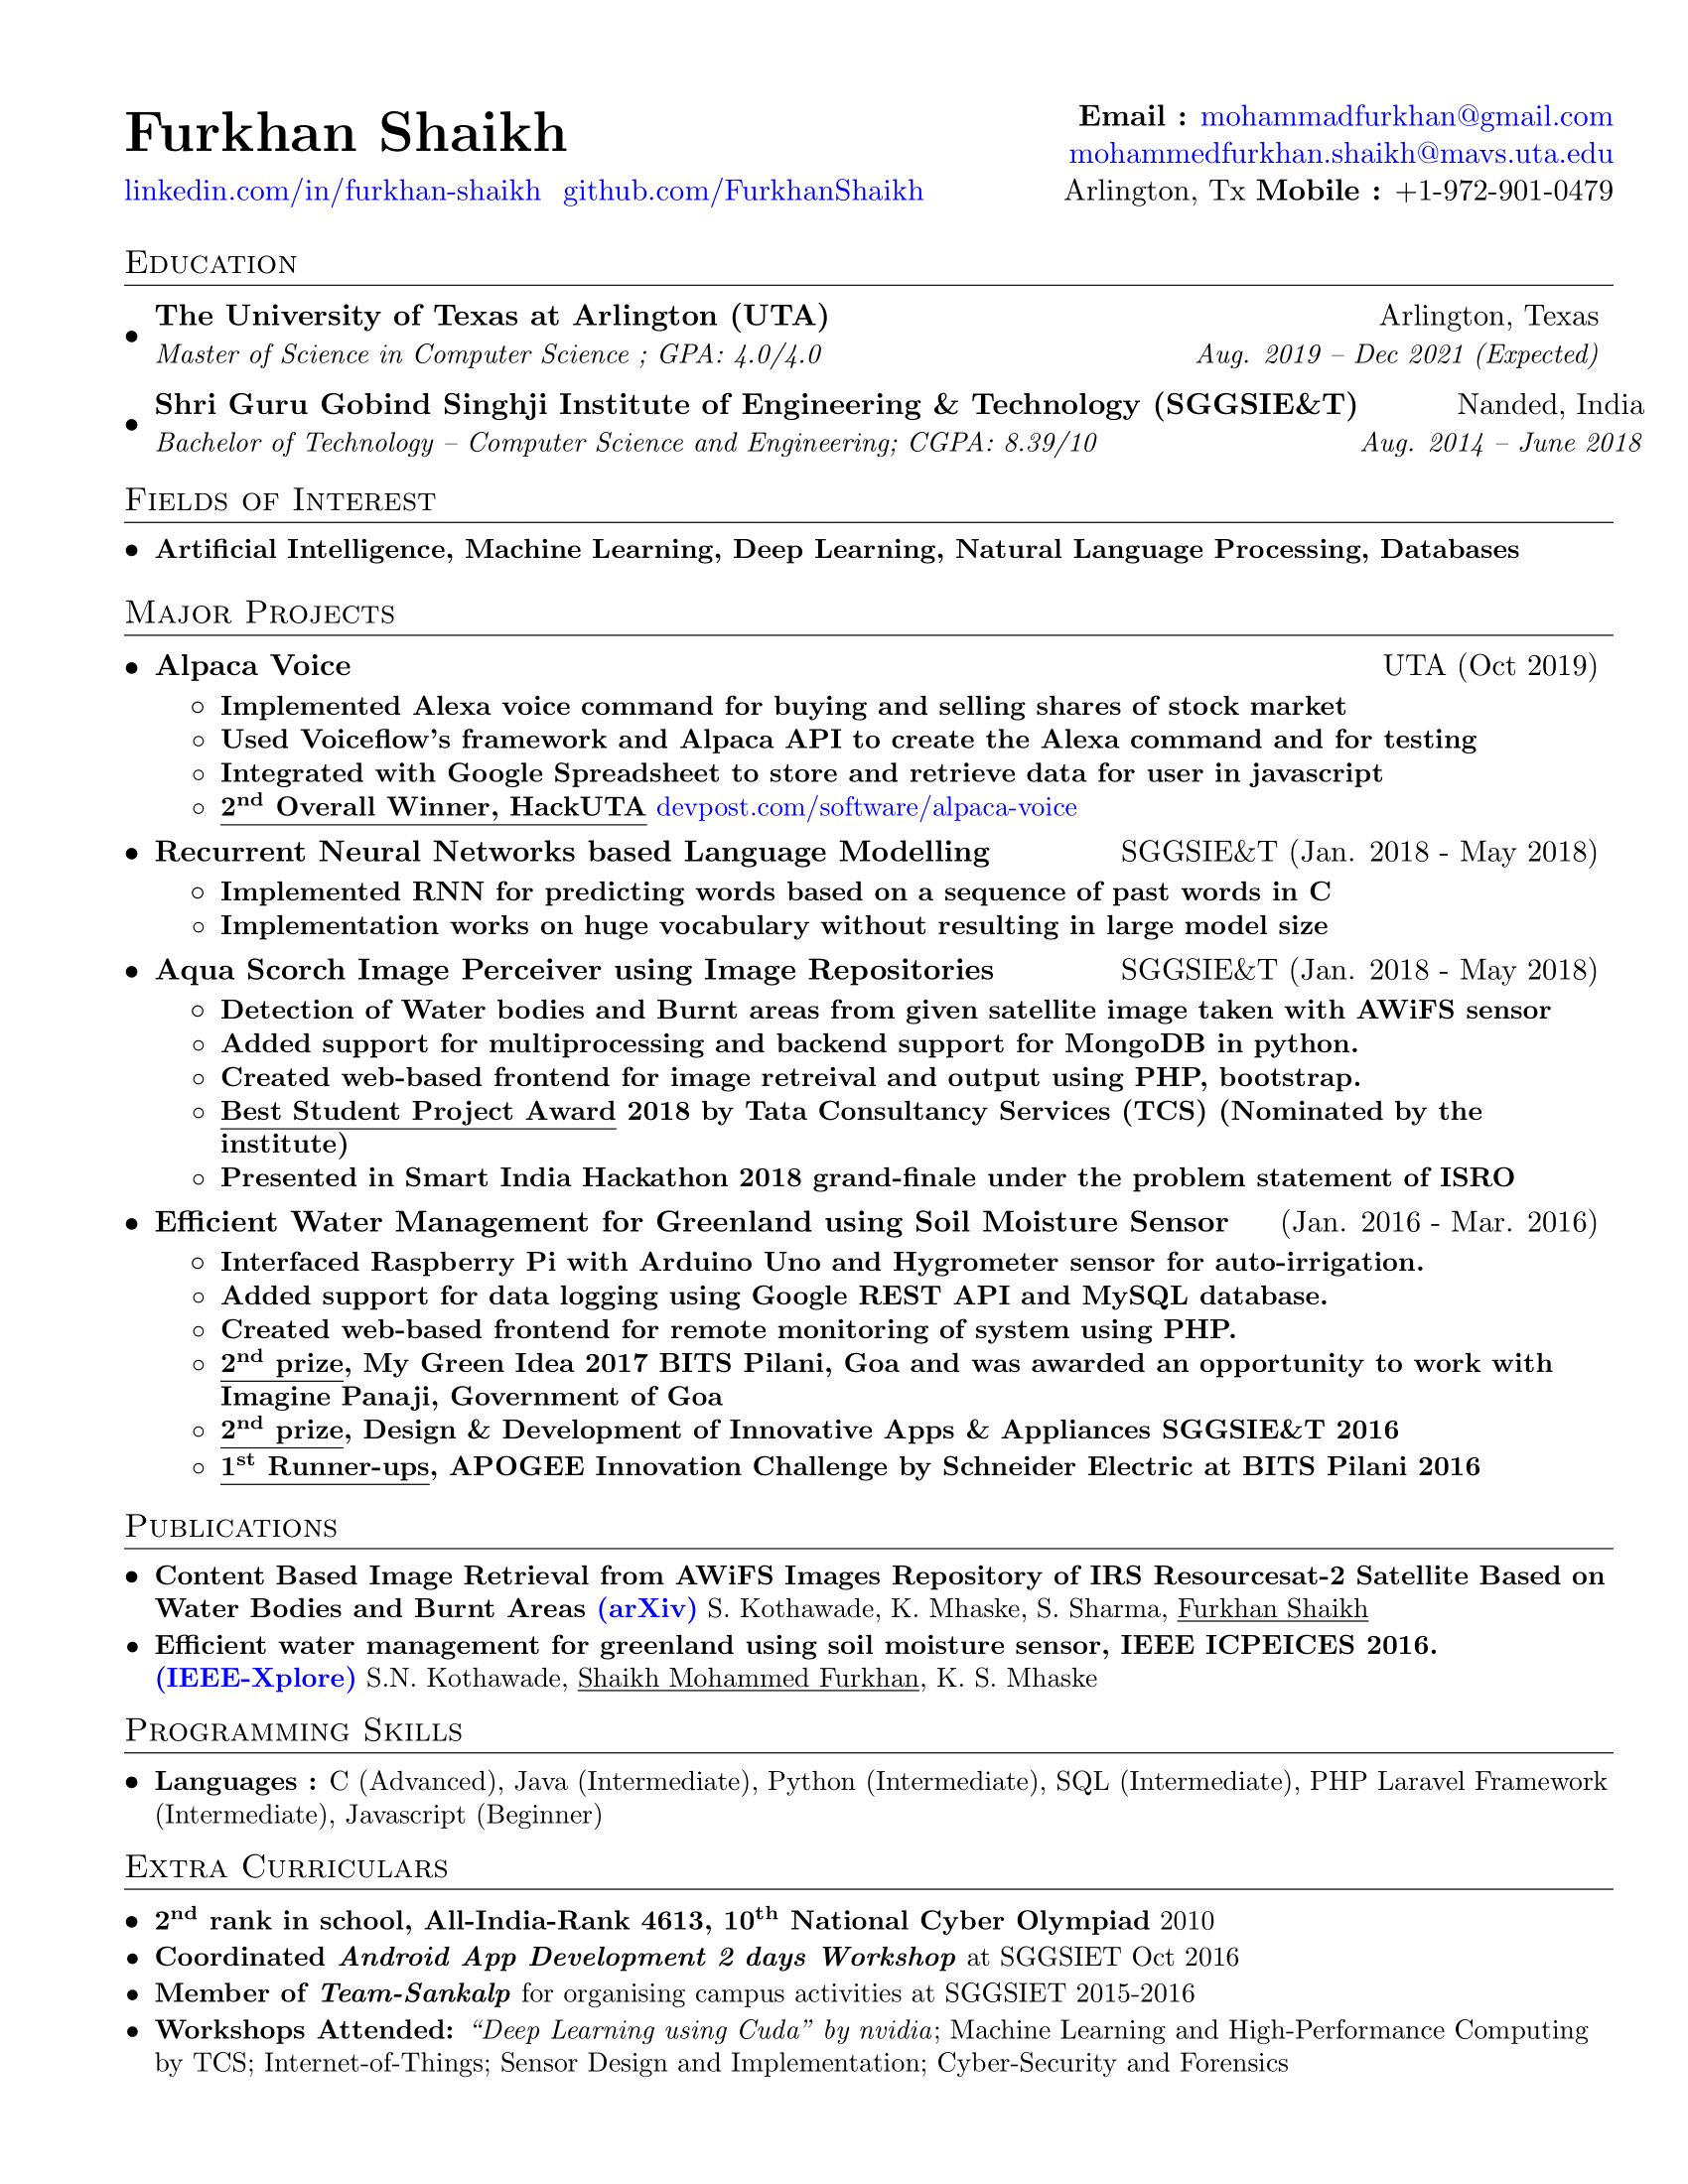 Furkhan Shaikh
Email : mohammadfurkhan@gmail.com
mohammedfurkhan.shaikh@mavs.uta.edu
linkedin.com/in/furkhan-shaikh github.com/FurkhanShaikh
Arlington, Tx Mobile : +1-972-901-0479
Education
• The University of Texas at Arlington (UTA) Arlington, Texas
Master of Science in Computer Science ; GPA: 4.0/4.0 Aug. 2019 – Dec 2021 (Expected)
• Shri Guru Gobind Singhji Institute of Engineering & Technology (SGGSIE&T) Nanded, India
Bachelor of Technology – Computer Science and Engineering; CGPA: 8.39/10 Aug. 2014 – June 2018
Fields of Interest
• Artificial Intelligence, Machine Learning, Deep Learning, Natural Language Processing, Databases
Major Projects
• Alpaca Voice UTA (Oct 2019)
◦ Implemented Alexa voice command for buying and selling shares of stock market
◦ Used Voiceflow's framework and Alpaca API to create the Alexa command and for testing
◦ Integrated with Google Spreadsheet to store and retrieve data for user in javascript
◦ 2nd Overall Winner, HackUTA devpost.com/software/alpaca-voice
• Recurrent Neural Networks based Language Modelling SGGSIE&T (Jan. 2018 - May 2018)
◦ Implemented RNN for predicting words based on a sequence of past words in C
◦ Implementation works on huge vocabulary without resulting in large model size
• Aqua Scorch Image Perceiver using Image Repositories SGGSIE&T (Jan. 2018 - May 2018)
◦ Detection of Water bodies and Burnt areas from given satellite image taken with AWiFS sensor
◦ Added support for multiprocessing and backend support for MongoDB in python.
◦ Created web-based frontend for image retreival and output using PHP, bootstrap.
◦ Best Student Project Award 2018 by Tata Consultancy Services (TCS) (Nominated by the
institute)
◦ Presented in Smart India Hackathon 2018 grand-finale under the problem statement of ISRO
• Efficient Water Management for Greenland using Soil Moisture Sensor (Jan. 2016 - Mar. 2016)
◦ Interfaced Raspberry Pi with Arduino Uno and Hygrometer sensor for auto-irrigation.
◦ Added support for data logging using Google REST API and MySQL database.
◦ Created web-based frontend for remote monitoring of system using PHP.
◦ 2nd prize, My Green Idea 2017 BITS Pilani, Goa and was awarded an opportunity to work with
Imagine Panaji, Government of Goa
◦ 2nd prize, Design & Development of Innovative Apps & Appliances SGGSIE&T 2016
◦ 1st Runner-ups, APOGEE Innovation Challenge by Schneider Electric at BITS Pilani 2016
Publications
• Content Based Image Retrieval from AWiFS Images Repository of IRS Resourcesat-2 Satellite Based on
Water Bodies and Burnt Areas (arXiv) S. Kothawade, K. Mhaske, S. Sharma, Furkhan Shaikh
• Efficient water management for greenland using soil moisture sensor, IEEE ICPEICES 2016.
(IEEE-Xplore) S.N. Kothawade, Shaikh Mohammed Furkhan, K. S. Mhaske
Programming Skills
• Languages : C (Advanced), Java (Intermediate), Python (Intermediate), SQL (Intermediate), PHP Laravel Framework
(Intermediate), Javascript (Beginner)
Extra Curriculars
• 2nd rank in school, All-India-Rank 4613, 10th National Cyber Olympiad 2010
• Coordinated Android App Development 2 days Workshop at SGGSIET Oct 2016
• Member of Team-Sankalp for organising campus activities at SGGSIET 2015-2016
• Workshops Attended: “Deep Learning using Cuda” by nvidia; Machine Learning and High-Performance Computing
by TCS; Internet-of-Things; Sensor Design and Implementation; Cyber-Security and Forensics